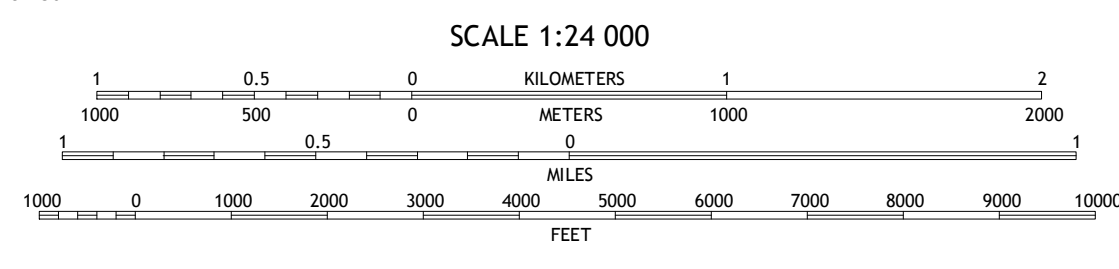 SCALE 1:24 000
1 0.5 0 KILOMETERS 1 2
1000 500 0 METERS 1000 2000
1 0.5 0 1
MILES
1000 0 1000 2000 3000 4000 5000 6000 7000 8000 9000 10000
FEET